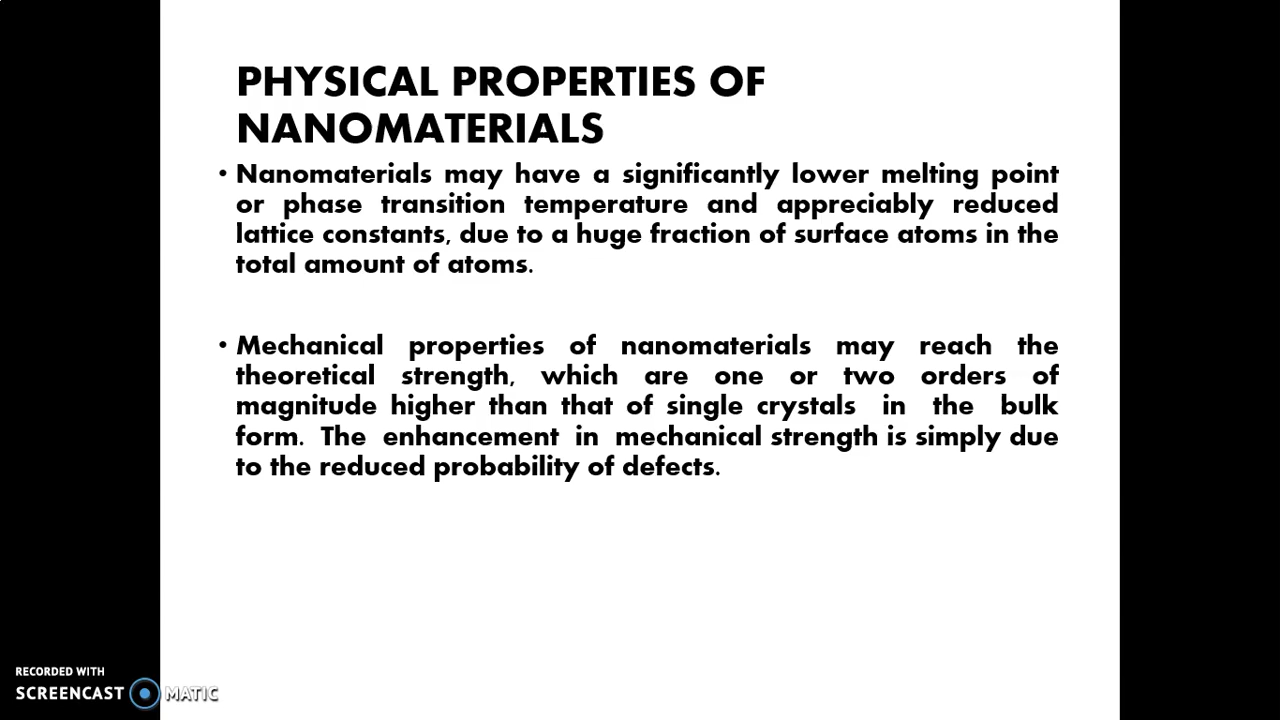 PHYSICAL PROPERTIES OF
NANOMATERIALS
• Nanomaterials may have a significantly lower melting point
or phase transition temperature and appreciably reduced
lattice constants, due to a huge fraction of surface atoms in the
total amount of atoms.
• Mechanical properties of nanomaterials may reach the
theoretical strength, which are one or two orders of
magnitude higher than that of single crystals in the bulk
form. The enhancement in mechanical strength is simply due
to the reduced probability of defects.
RECORDED WITH
SCREENCAST MATIC